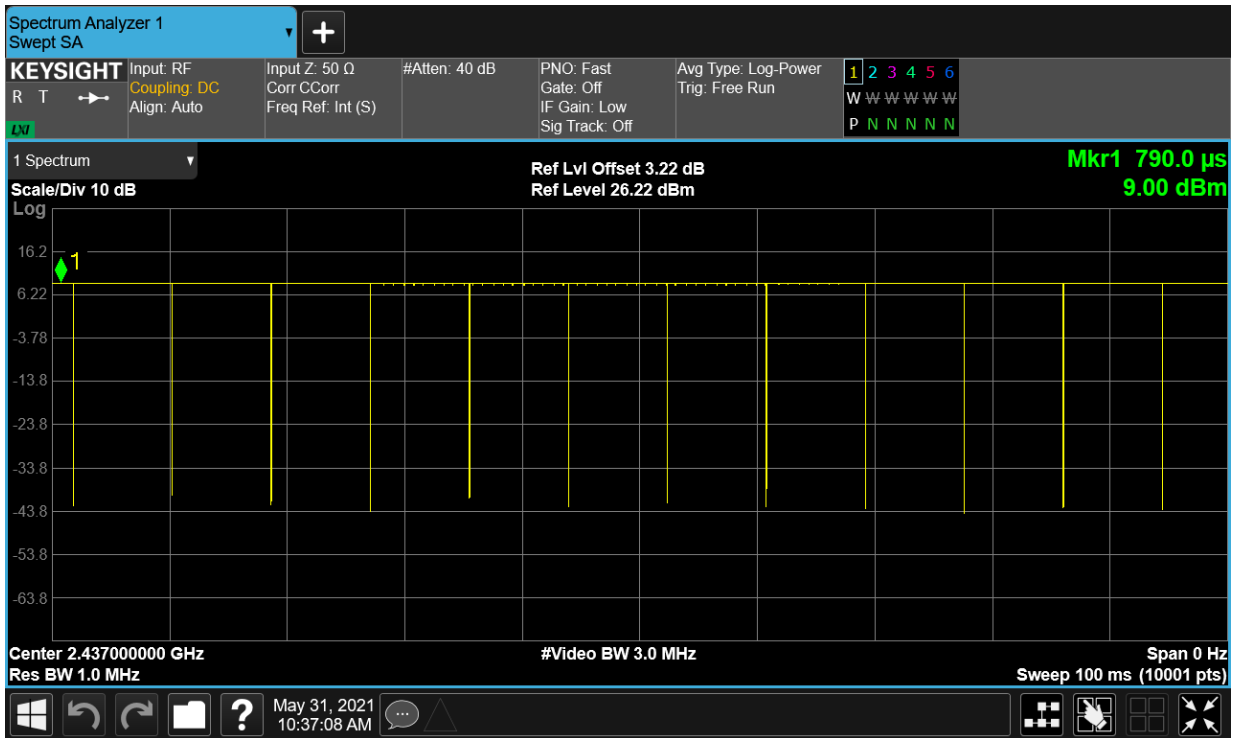 Spectrum Analyzer 1
Swept SA
KEYSIGHT
R T
LXI
Input: RF
Coupling: DC
Align: Auto
Input Z: 50 Ω
Corr CCorr
Freq Ref: Int (S)
#Atten: 40 dB
PNO: Fast
Gate: Off
IF Gain: Low
Sig Track: Off
Avg Type: Log-Power
Trig: Free Run
1 2 3 4 5 6
W W W W W W
P N N N N N
1 Spectrum
Ref Lvl Offset 3.22 dB
Mkr1 790.0 µs
Scale/Div 10 dB
Ref Level 26.22 dBm
9.00 dBm
Log
16.2
1
6.22
-3.78
-13.8
-23.8
-33.8
-43.8
-53.8
-63.8
Center 2.437000000 GHz
#Video BW 3.0 MHz
Span 0 Hz
Res BW 1.0 MHz
Sweep 100 ms (10001 pts)
?
May 31, 2021
10:37:08 AM